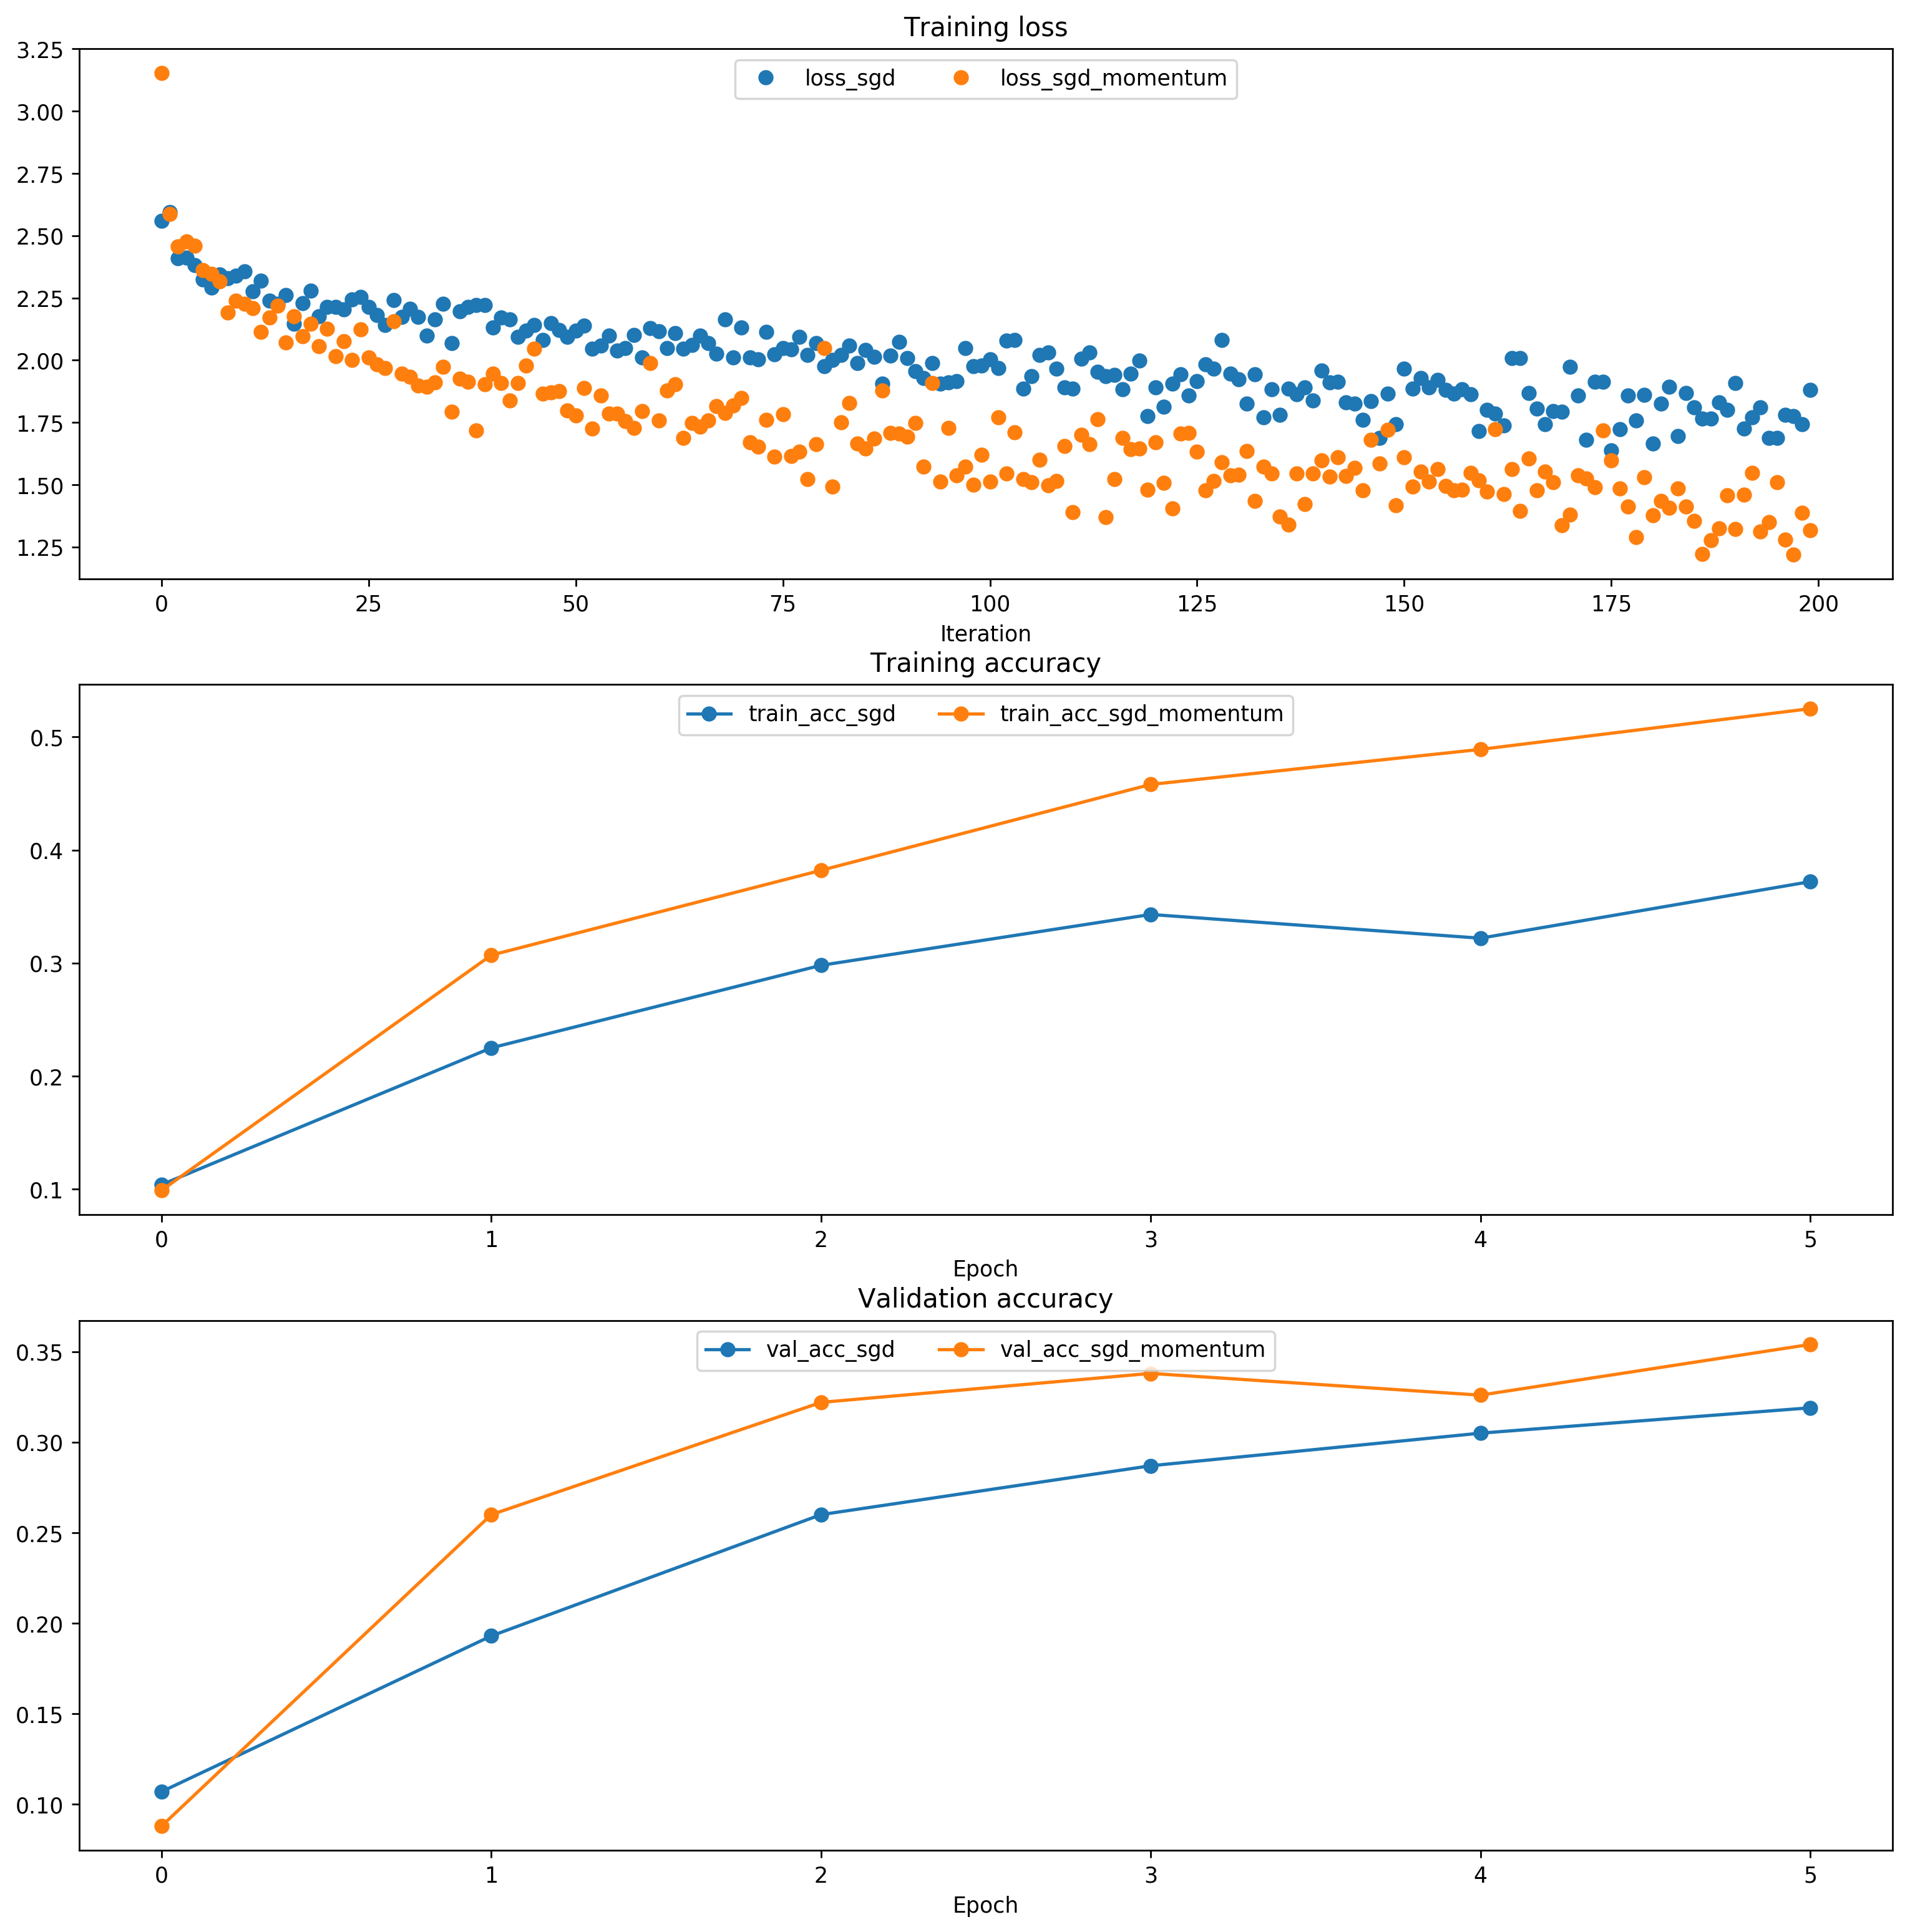 Training loss
loss_sgd loss_sgd_momentum
3.25
3.00
2.75
2.50
2.25
2.00
1.75
1.50
1.25
0 25 50 75 100 125 150 175 200
Iteration
Training accuracy
train_acc_sgd train_acc_sgd_momentum
0.5
0.4
0.3
0.2
0.1
0 1 2 3 4 5
Epoch
Validation accuracy
val_acc_sgd val_acc_sgd_momentum
0.35
0.30
0.25
0.20
0.15
0.10
0 1 2 3 4 5
Epoch